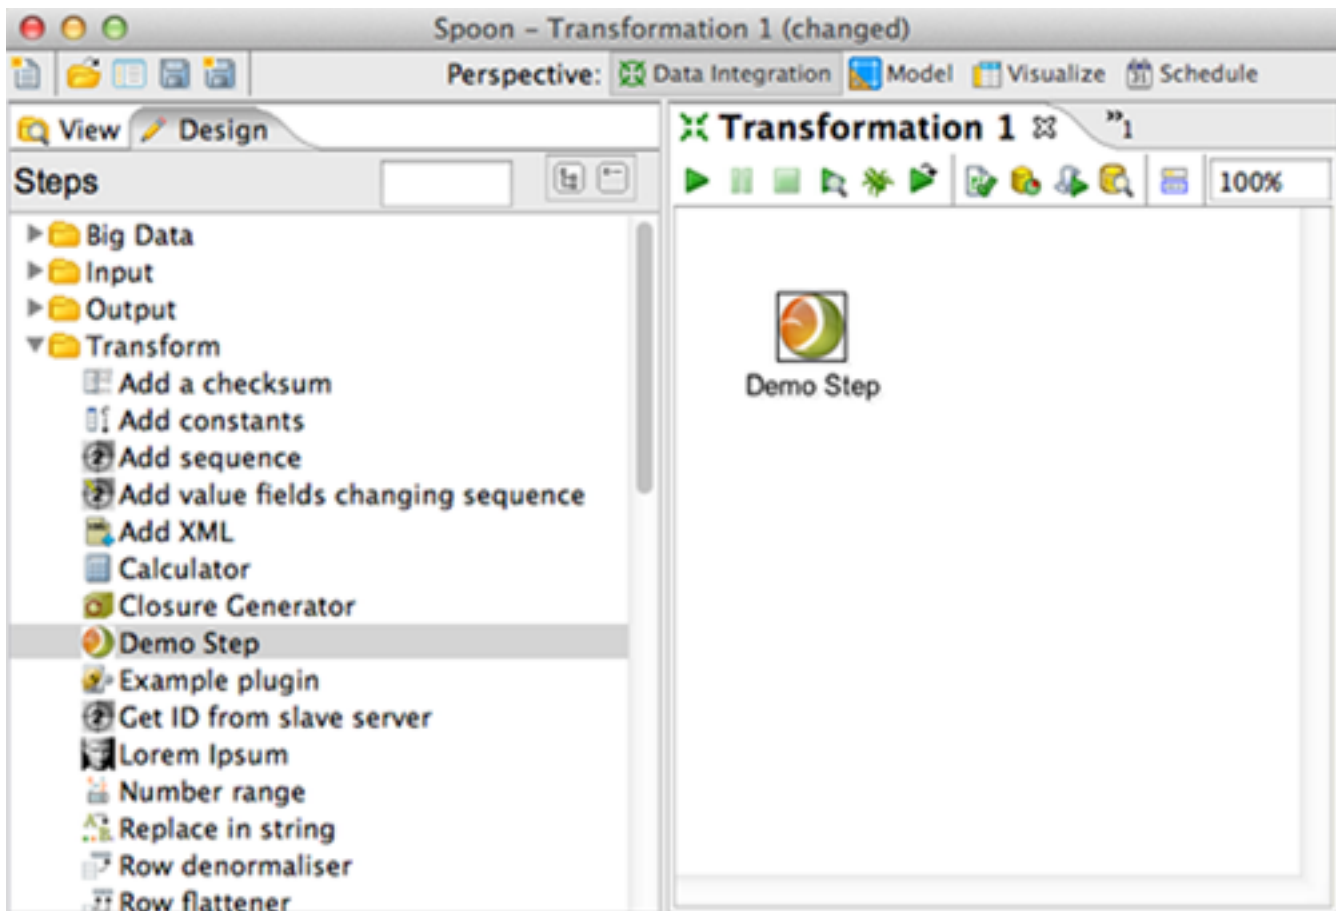 Spoon – Transformation 1 (changed)
Perspective: Data Integration Model Visualize 31 Schedule
View Design
Transformation 1 »1
Steps
100%
Big Data
Input
Output
Transform
Add a checksum
Add constants
Add sequence
Add value fields changing sequence
Add XML
Calculator
Closure Generator
Demo Step
Example plugin
Get ID from slave server
Lorem Ipsum
Number range
Replace in string
Row denormaliser
Row flattener
Demo Step